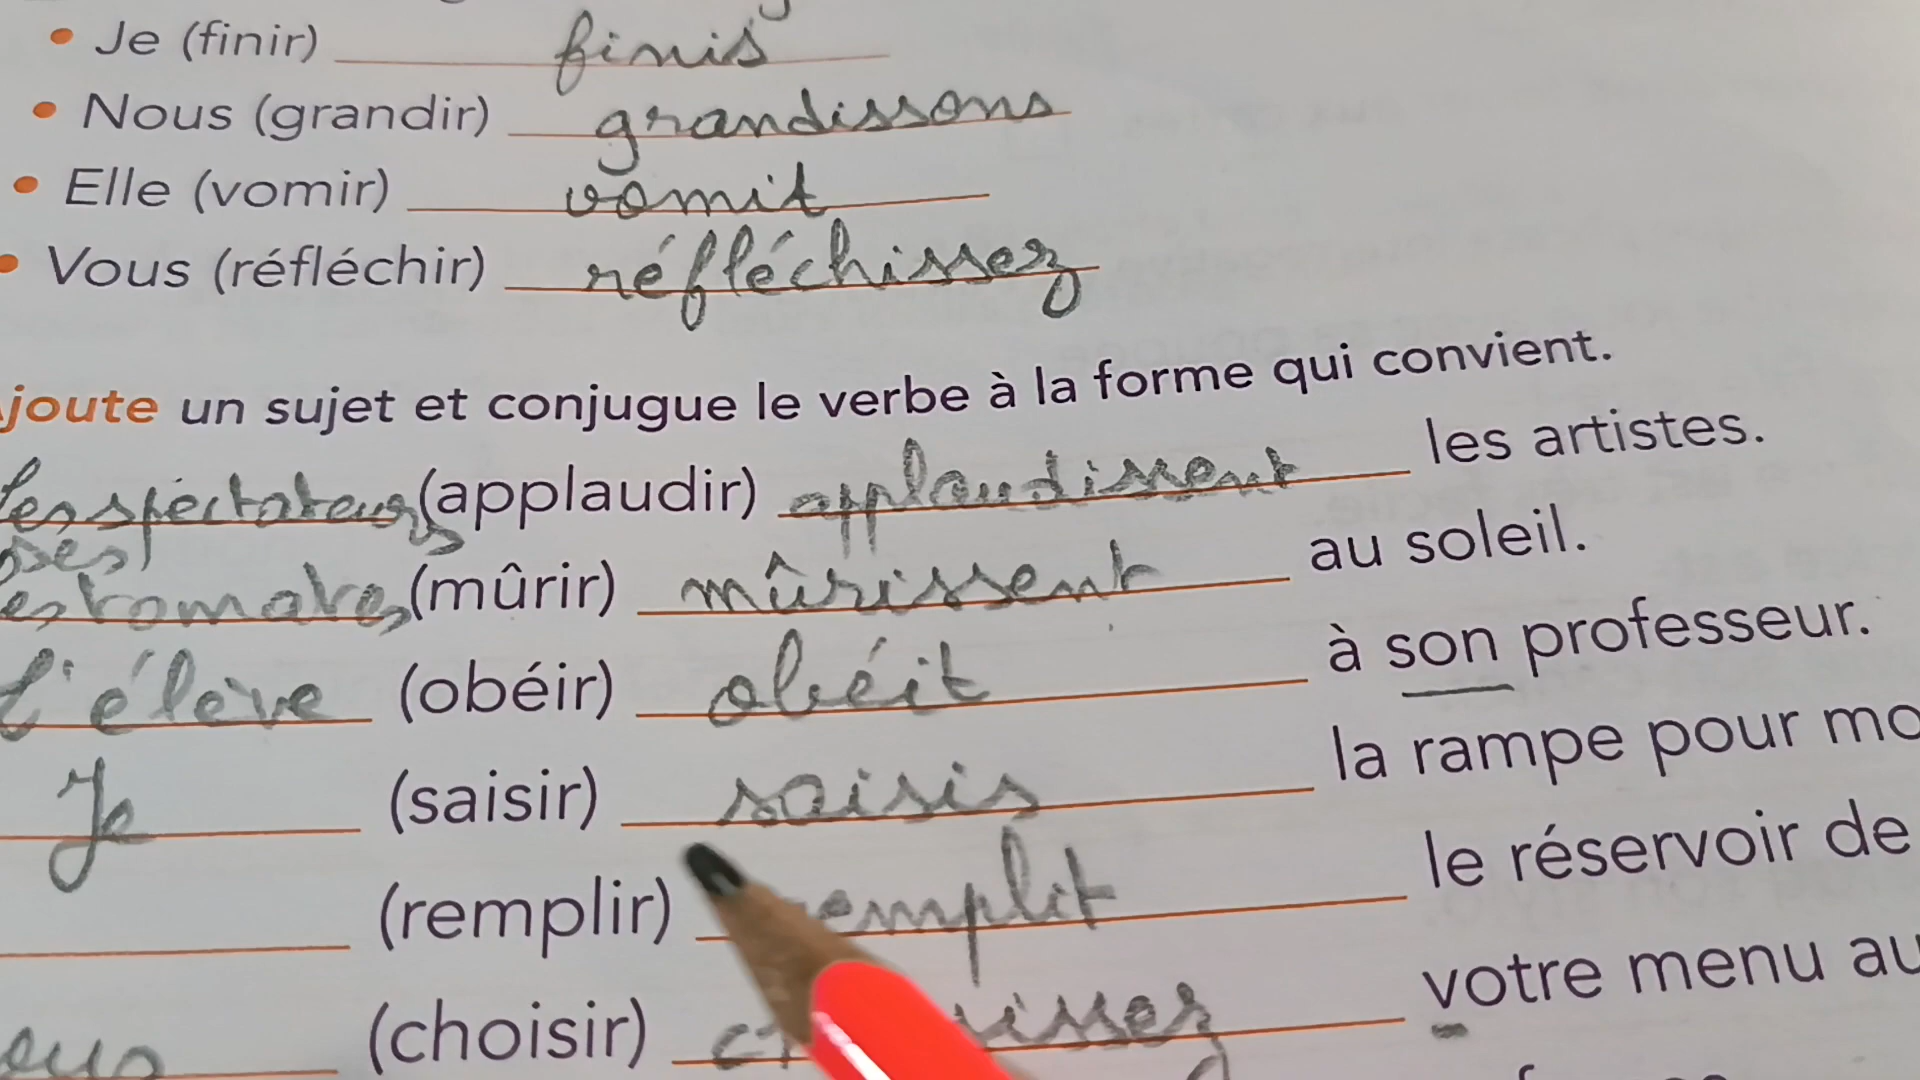 • Je (finir) finis
• Nous (grandir) grandissons
• Elle (vomir) vomit
• Vous (réfléchir) réfléchissez
joute un sujet et conjugue le verbe à la forme qui convient.
les spectateurs (applaudir) applaudissent les artistes.
es tomates (mûrir) mûrissent au soleil.
l'élève (obéir) obéit à son professeur.
Je (saisir) saisis la rampe pour mo
(remplir) remplit le réservoir de
ous (choisir) votre menu au